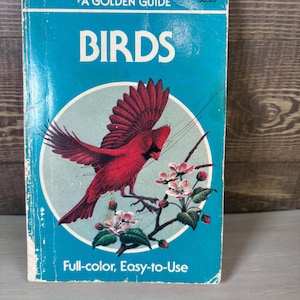 A GOLDEN GUIDE
BIRDS
Full-color, Easy-to-Use